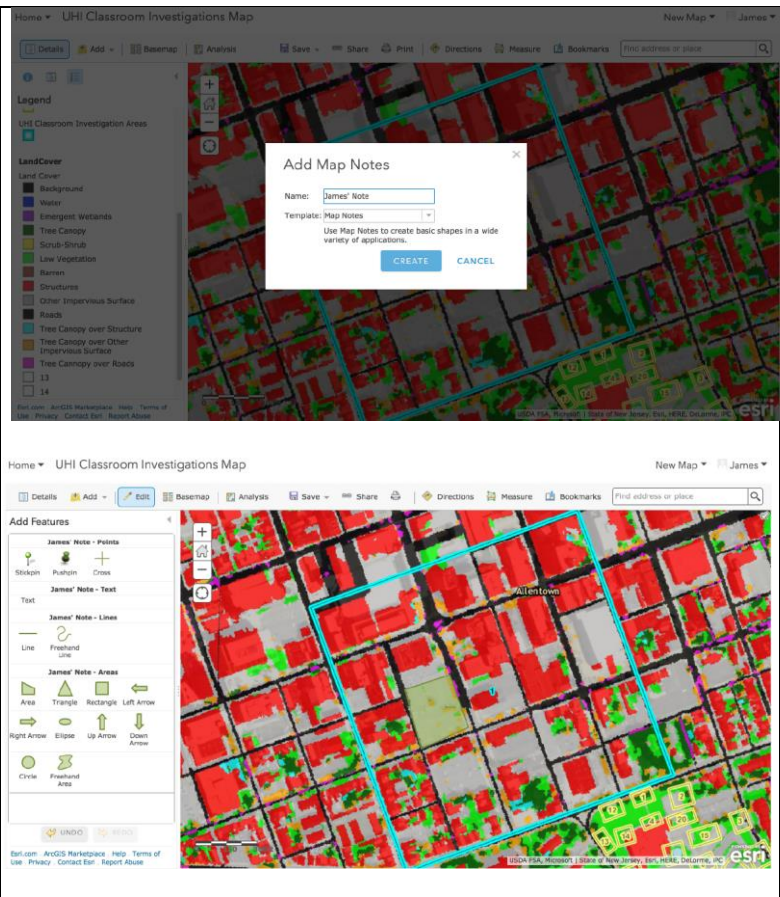 Home ▾ UHI Classroom Investigations Map New Map ▾ James ▾
Details Add ▾ Basemap Analysis Save ▾ Share Print Directions Measure Bookmarks Find address or place
Legend
UHI Classroom Investigation Areas
LandCover
Land Cover
Background
Water
Emergent Wetlands
Tree Canopy
Scrub-Shrub
Low Vegetation
Barren
Structures
Other Impervious Surface
Roads
Tree Canopy over Structure
Tree Canopy over Other
Impervious Surface
Tree Cannopy over Roads
13
14
Esri.com ArcGIS Marketplace Help Terms of
Use Privacy Contact Esri Report Abuse
Add Map Notes
Name: James' Note
Template: Map Notes
Use Map Notes to create basic shapes in a wide
variety of applications.
CREATE CANCEL
USDA FSA, Microsoft | State of New Jersey, Esri, HERE, DeLorme, iPC
esri
Home ▾ UHI Classroom Investigations Map New Map ▾ James ▾
Details Add ▾ Edit Basemap Analysis Save ▾ Share Directions Measure Bookmarks Find address or place
Add Features
James' Note - Points
Stickpin Pushpin Cross
James' Note - Text
Text
James' Note - Lines
Line Freehand
Line
James' Note - Areas
Area Triangle Rectangle Left Arrow
Right Arrow Ellipse Up Arrow Down
Arrow
Circle Freehand
Area
UNDO REDO
Esri.com ArcGIS Marketplace Help Terms of
Use Privacy Contact Esri Report Abuse
Allentown
1
USDA FSA, Microsoft | State of New Jersey, Esri, HERE, DeLorme, iPC
esri